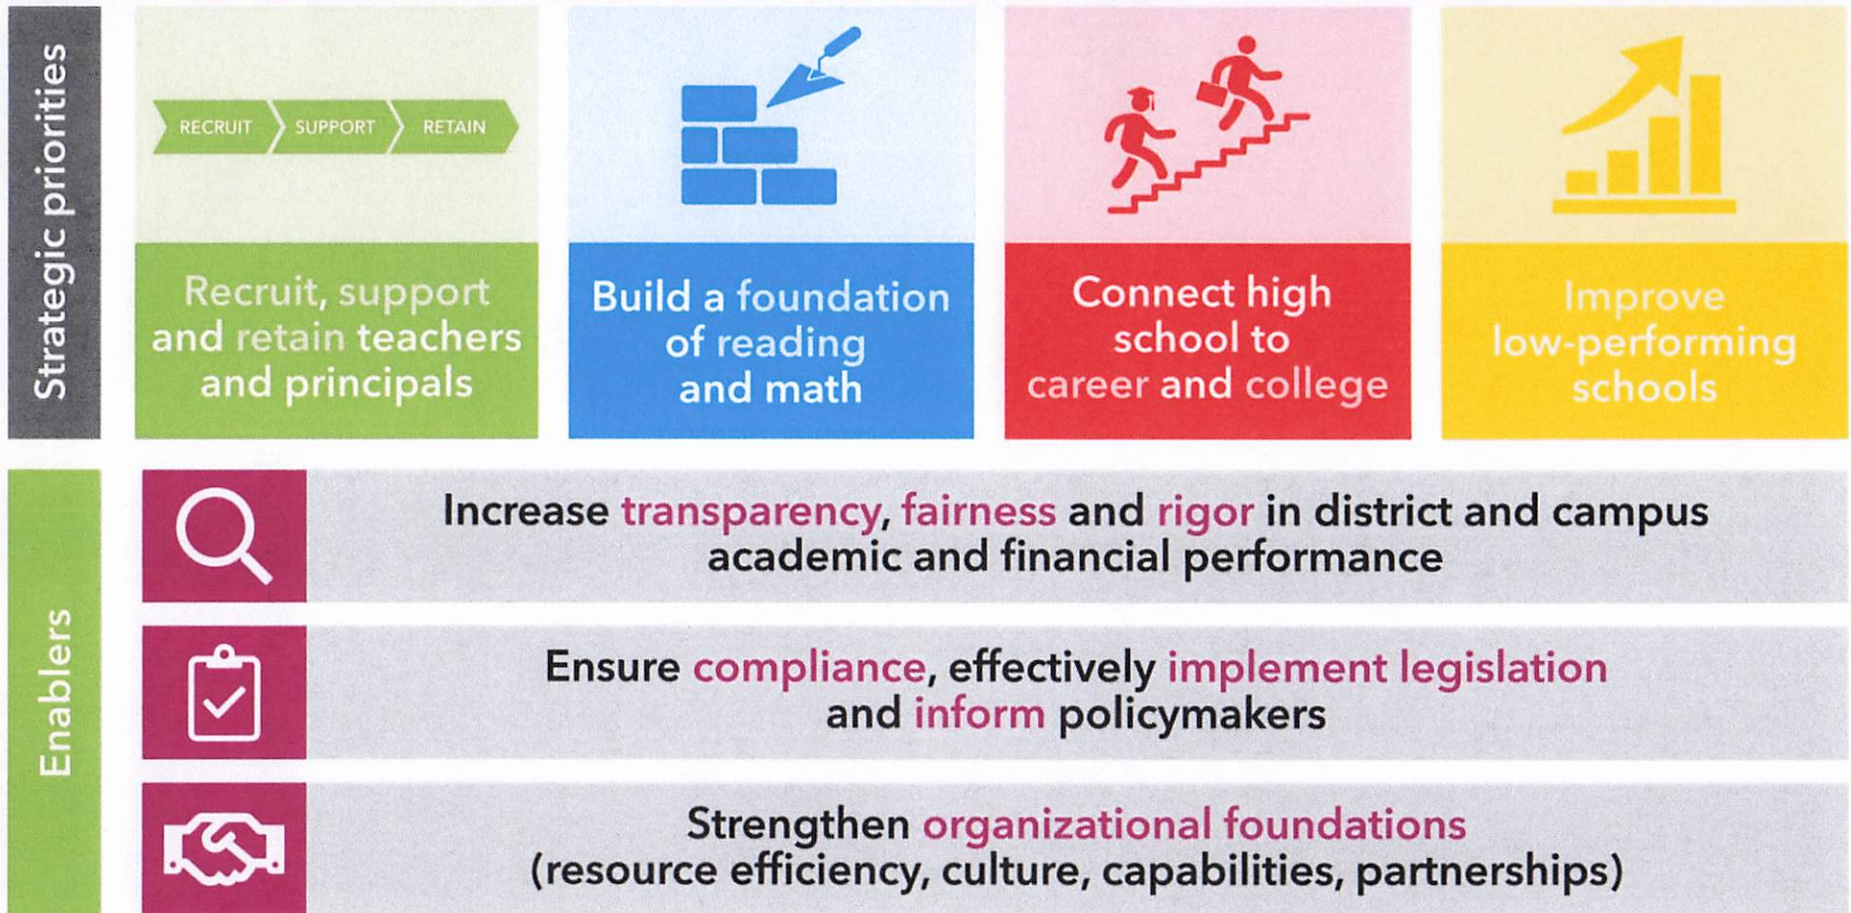 Strategic priorities
RECRUIT
SUPPORT
RETAIN
Recruit, support
and retain teachers
and principals
Build a foundation
of reading
and math
Connect high
school to
career and college
Improve
low-performing
schools
Enablers
Increase transparency, fairness and rigor in district and campus
academic and financial performance
Ensure compliance, effectively implement legislation
and inform policymakers
Strengthen organizational foundations
(resource efficiency, culture, capabilities, partnerships)